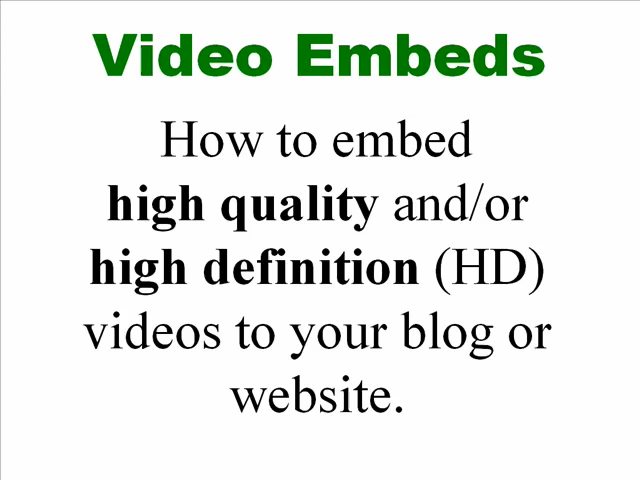 Video Embeds
How to embed
high quality and/or
high definition (HD)
videos to your blog or
website.